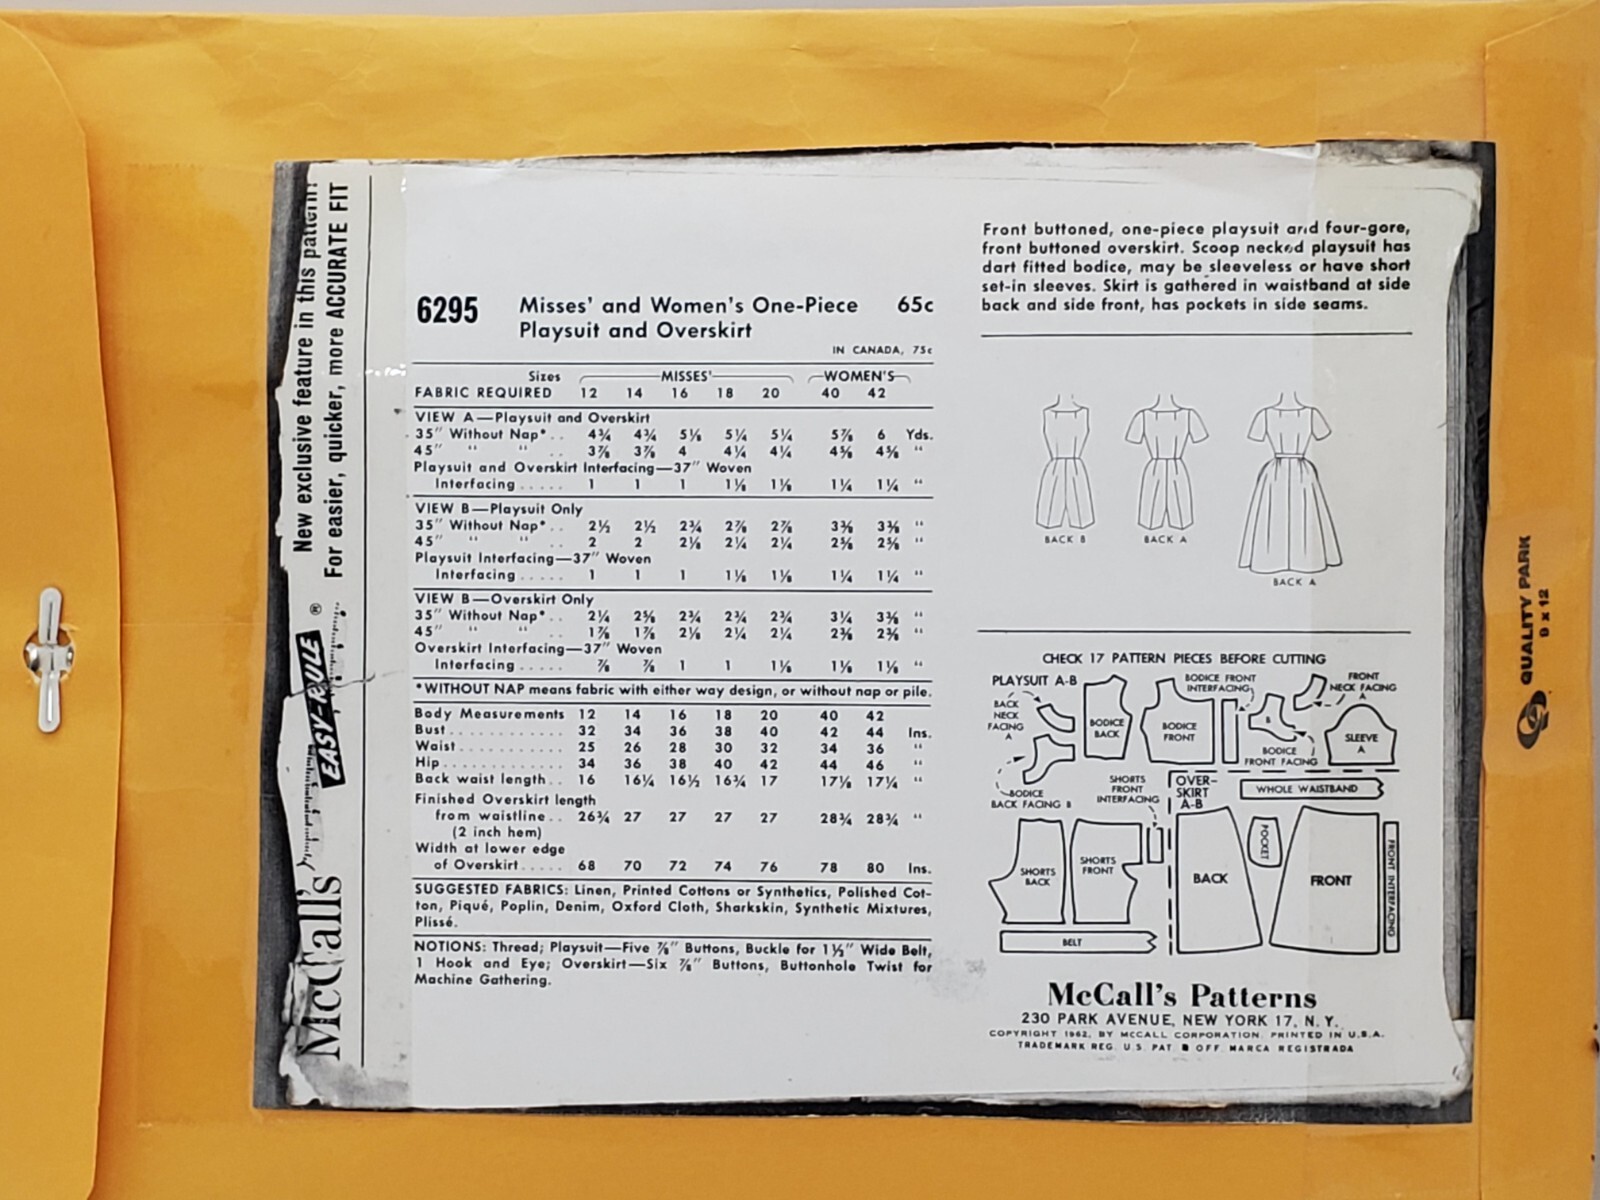 New exclusive feature in this pattern!
For easier, quicker, more ACCURATE FIT
EASY-RULE ®
McCall's
6295 Misses' and Women's One-Piece 65c
Playsuit and Overskirt
IN CANADA, 75c
Sizes MISSES' WOMEN'S
FABRIC REQUIRED 12 14 16 18 20 40 42
VIEW A—Playsuit and Overskirt
35" Without Nap*.. 4¾ 4¾ 5⅛ 5¼ 5¼ 5⅞ 6 Yds.
45" " " .. 3⅞ 3⅞ 4 4¼ 4¼ 4⅝ 4⅝ "
Playsuit and Overskirt Interfacing—37" Woven
Interfacing ..... 1 1 1 1⅛ 1⅛ 1¼ 1¼ "
VIEW B—Playsuit Only
35" Without Nap*.. 2½ 2½ 2¾ 2⅞ 2⅞ 3⅜ 3⅜ "
45" " " .. 2 2 2⅛ 2¼ 2¼ 2⅝ 2⅝ "
Playsuit Interfacing—37" Woven
Interfacing ..... 1 1 1 1⅛ 1⅛ 1¼ 1¼ "
VIEW B—Overskirt Only
35" Without Nap*.. 2¼ 2⅝ 2¾ 2¾ 2¾ 3¼ 3⅜ "
45" " " .. 1⅞ 1⅞ 2⅛ 2¼ 2¼ 2⅜ 2⅜ "
Overskirt Interfacing—37" Woven
Interfacing ..... ⅞ ⅞ 1 1 1⅛ 1⅛ 1⅛ "
*WITHOUT NAP means fabric with either way design, or without nap or pile.
Body Measurements 12 14 16 18 20 40 42
Bust............ 32 34 36 38 40 42 44 Ins.
Waist........... 25 26 28 30 32 34 36 "
Hip............. 34 36 38 40 42 44 46 "
Back waist length.. 16 16¼ 16½ 16¾ 17 17⅛ 17¼ "
Finished Overskirt length
from waistline.. 26¾ 27 27 27 27 28¾ 28¾ "
(2 inch hem)
Width at lower edge
of Overskirt..... 68 70 72 74 76 78 80 Ins.
SUGGESTED FABRICS: Linen, Printed Cottons or Synthetics, Polished Cot-
ton, Piqué, Poplin, Denim, Oxford Cloth, Sharkskin, Synthetic Mixtures,
Plissé.
NOTIONS: Thread; Playsuit—Five ⅞" Buttons, Buckle for 1½" Wide Belt,
1 Hook and Eye; Overskirt—Six ⅞" Buttons, Buttonhole Twist for
Machine Gathering.
Front buttoned, one-piece playsuit and four-gore,
front buttoned overskirt. Scoop necked playsuit has
dart fitted bodice, may be sleeveless or have short
set-in sleeves. Skirt is gathered in waistband at side
back and side front, has pockets in side seams.
BACK B
BACK A
BACK A
CHECK 17 PATTERN PIECES BEFORE CUTTING
PLAYSUIT A-B
BACK
NECK
FACING
A
BODICE
BACK
BODICE FRONT
INTERFACING
BODICE
FRONT
B
FRONT
NECK FACING
A
SLEEVE
A
BODICE
FRONT FACING
BODICE
BACK FACING B
SHORTS
FRONT
INTERFACING
OVER-
SKIRT
A-B
WHOLE WAISTBAND
SHORTS
BACK
SHORTS
FRONT
BACK
POCKET
FRONT
FRONT INTERFACING
BELT
McCall's Patterns
230 PARK AVENUE, NEW YORK 17, N. Y.
COPYRIGHT 1962, BY McCALL CORPORATION, PRINTED IN U.S.A.
TRADEMARK REG. U.S. PAT. OFF. MARCA REGISTRADA
QUALITY PARK
9 x 12